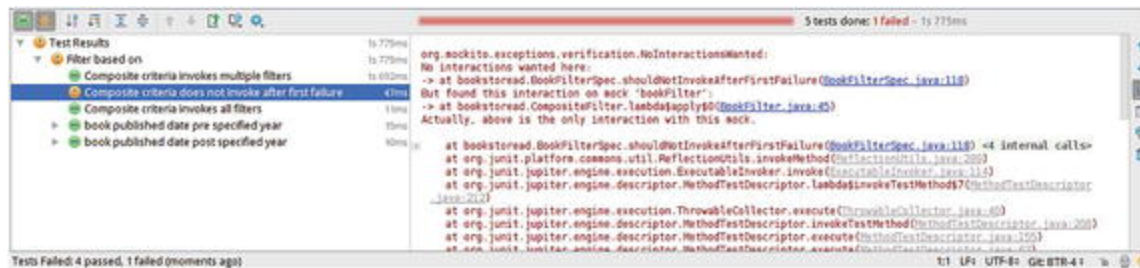 5 tests done: 1 failed - 1s 775ms
Test Results 1s 775ms
Filter based on 1s 775ms
Composite criteria invokes multiple filters 1s 692ms
Composite criteria does not invoke after first failure 47ms
Composite criteria invokes all filters 11ms
book published date pre specified year 15ms
book published date post specified year 10ms
org.mockito.exceptions.verification.NoInteractionsWanted:
No interactions wanted here:
-> at bookstoread.BookFilterSpec.shouldNotInvokeAfterFirstFailure(BookFilterSpec.java:118)
But found this interaction on mock 'bookFilter':
-> at bookstoread.CompositeFilter.lambda$apply$0(BookFilter.java:45)
Actually, above is the only interaction with this mock.
at bookstoread.BookFilterSpec.shouldNotInvokeAfterFirstFailure(BookFilterSpec.java:118) <4 internal calls>
at org.junit.platform.commons.util.ReflectionUtils.invokeMethod(ReflectionUtils.java:
at org.junit.jupiter.engine.execution.ExecutableInvoker.invoke(ExecutableInvoker.java:114)
at org.junit.jupiter.engine.descriptor.MethodTestDescriptor.lambda$invokeTestMethod$7(MethodTestDescriptor
.java:212)
at org.junit.jupiter.engine.execution.ThrowableCollector.execute(ThrowableCollector.java:40)
at org.junit.jupiter.engine.descriptor.MethodTestDescriptor.invokeTestMethod(MethodTestDescriptor.java:208)
at org.junit.jupiter.engine.descriptor.MethodTestDescriptor.execute(MethodTestDescriptor.java:
Tests Failed: 4 passed, 1 failed (moments ago)
1:1 LF÷ UTF-8÷ Git: BTR-4÷